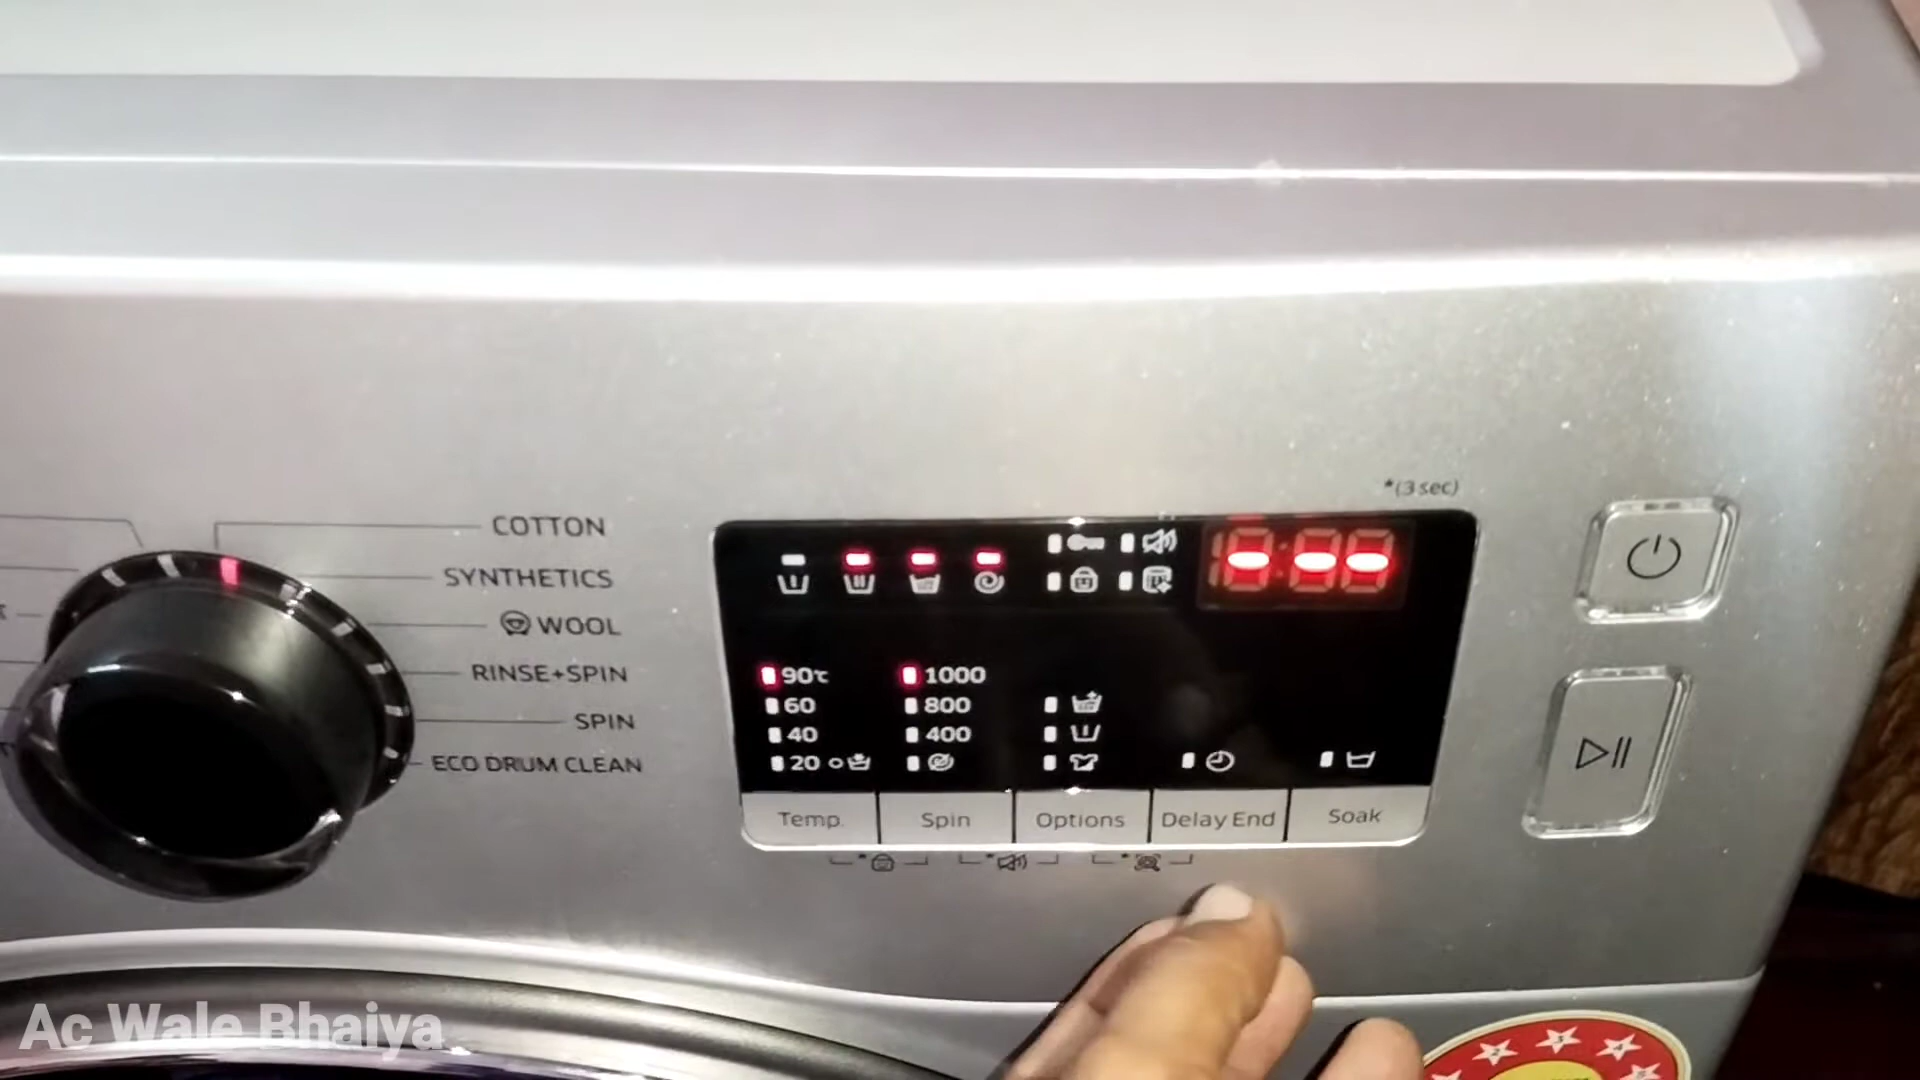 *(3 sec)
COTTON
SYNTHETICS
WOOL
RINSE+SPIN
SPIN
ECO DRUM CLEAN
90℃ 1000
60 800
40 400
20
Temp. Spin Options Delay End Soak
Ac Wale Bhaiya